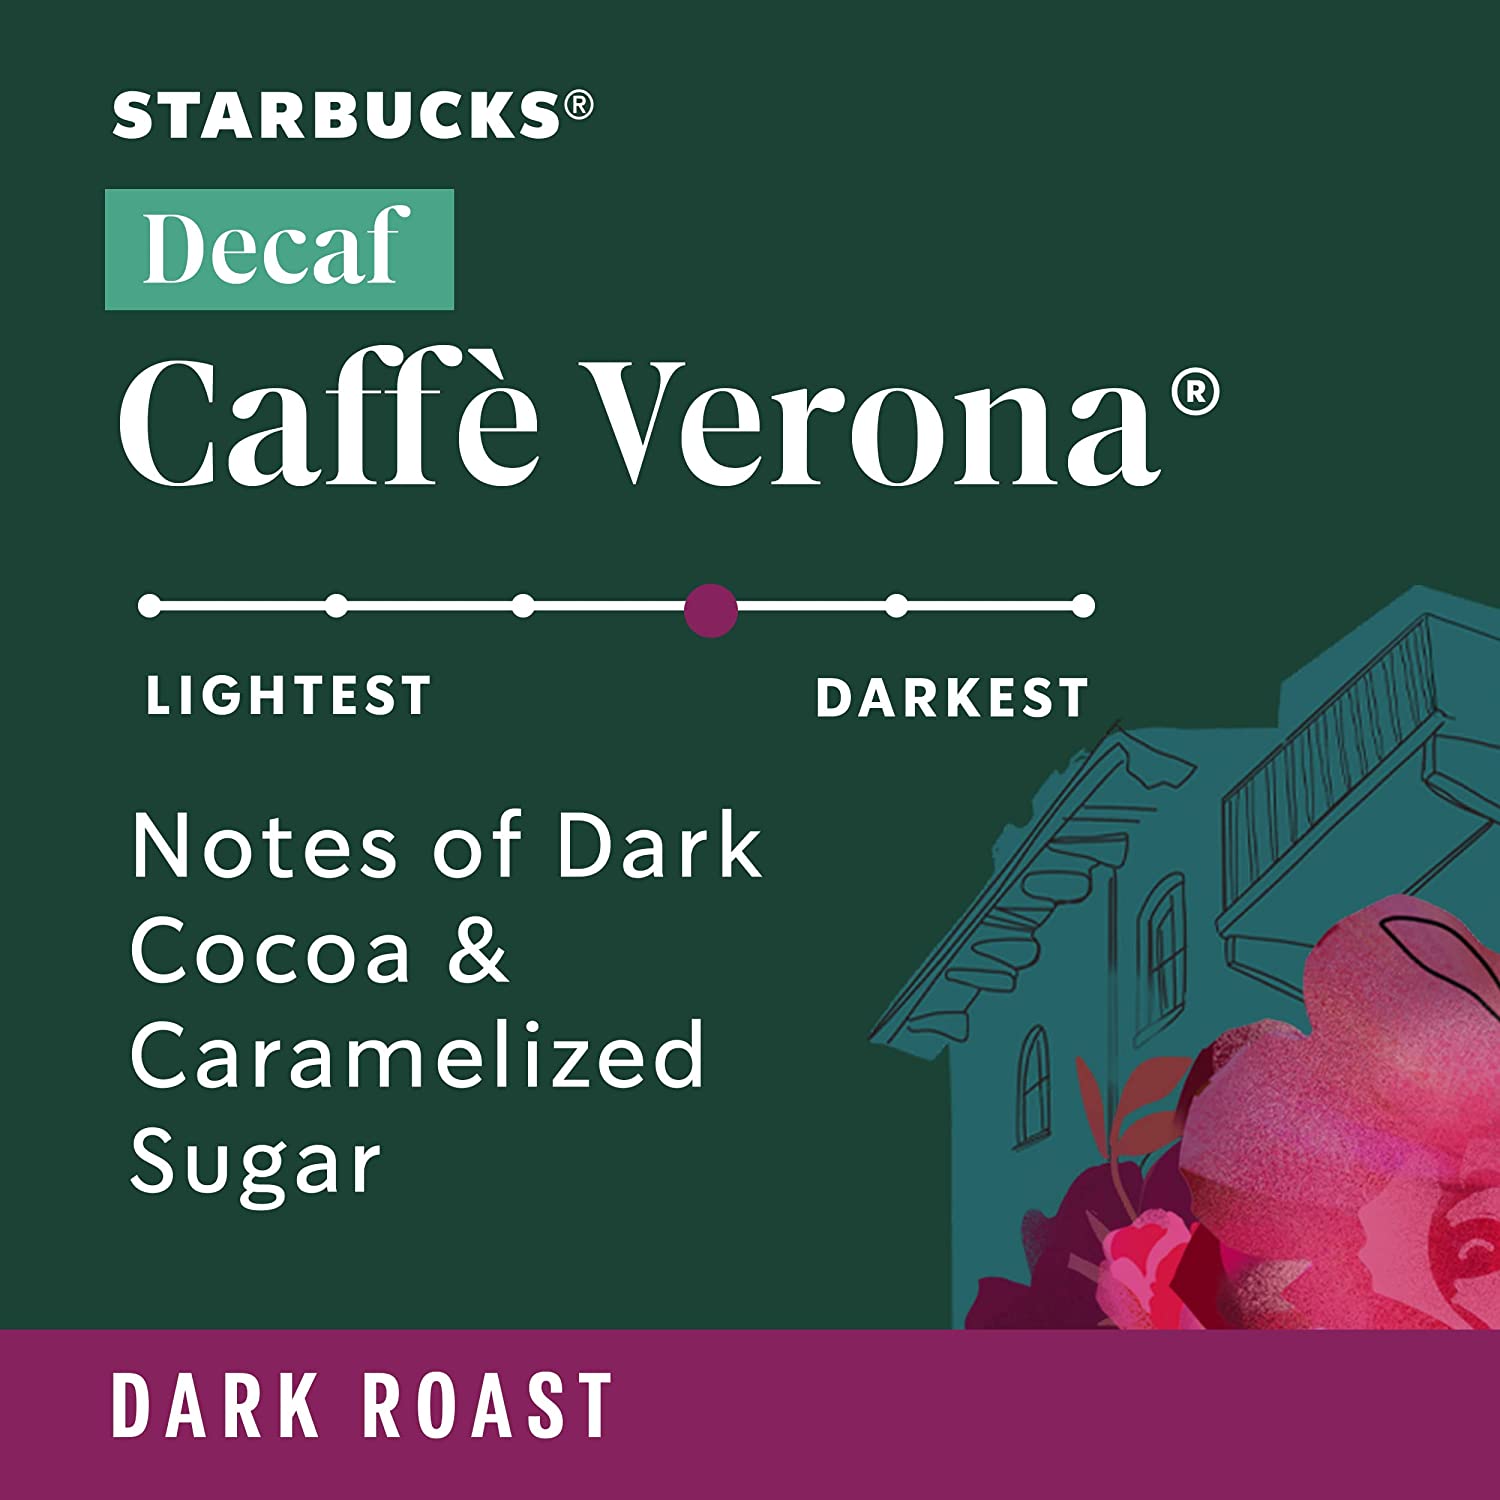 STARBUCKS®
Decaf
Caffè Verona®
LIGHTEST DARKEST
Notes of Dark
Cocoa &
Caramelized
Sugar
DARK ROAST